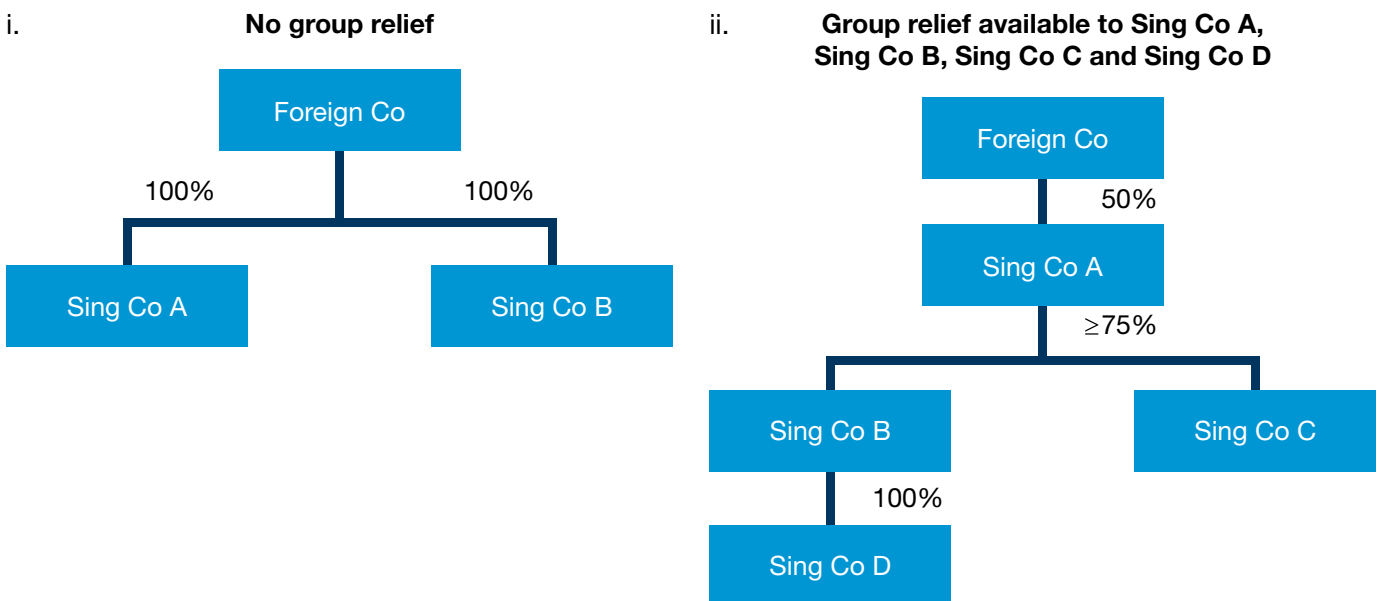 i.
No group relief
Foreign Co
100%
100%
Sing Co A
Sing Co B
ii.
Group relief available to Sing Co A,
Sing Co B, Sing Co C and Sing Co D
Foreign Co
50%
Sing Co A
≥75%
Sing Co B
Sing Co C
100%
Sing Co D